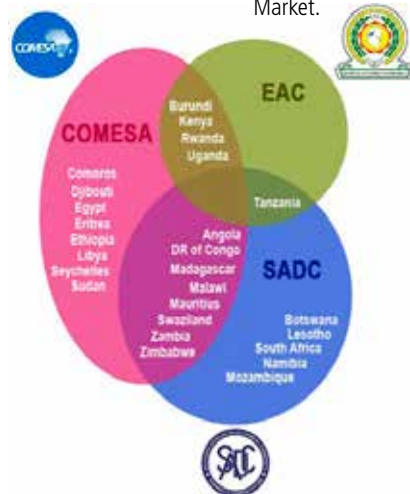 Market.
COMESA
EAC
COMESA
Burundi
Kenya
Rwanda
Uganda
Comoros
Djibouti
Egypt
Eritrea
Ethiopia
Libya
Seychelles
Sudan
Tanzania
Angola
DR of Congo
Madagascar
Malawi
Mauritius
Swaziland
Zambia
Zimbabwe
SADC
Botswana
Lesotho
South Africa
Namibia
Mozambique
SADC